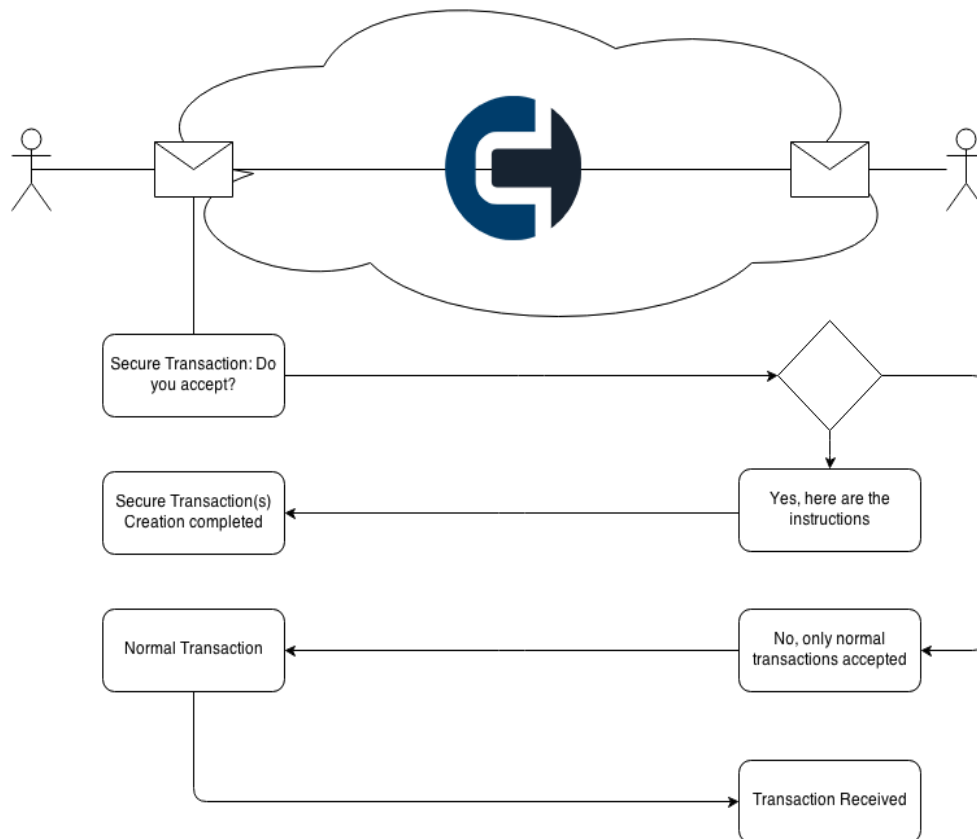 Secure Transaction: Do
you accept?
Secure Transaction(s)
Creation completed
Yes, here are the
instructions
Normal Transaction
No, only normal
transactions accepted
Transaction Received